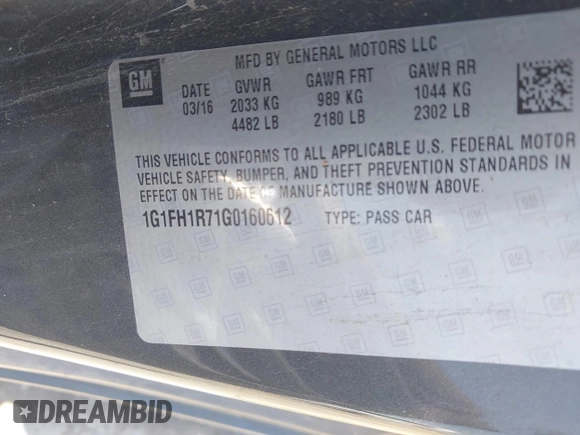 MFD BY GENERAL MOTORS LLC
GM
DATE GVWR GAWR FRT GAWR RR
03/16 2033 KG 989 KG 1044 KG
4482 LB 2180 LB 2302 LB
THIS VEHICLE CONFORMS TO ALL APPLICABLE U.S. FEDERAL MOTOR
VEHICLE SAFETY, BUMPER, AND THEFT PREVENTION STANDARDS IN
EFFECT ON THE DATE OF MANUFACTURE SHOWN ABOVE.
1G1FH1R71G0160612 TYPE: PASS CAR
DREAMBID